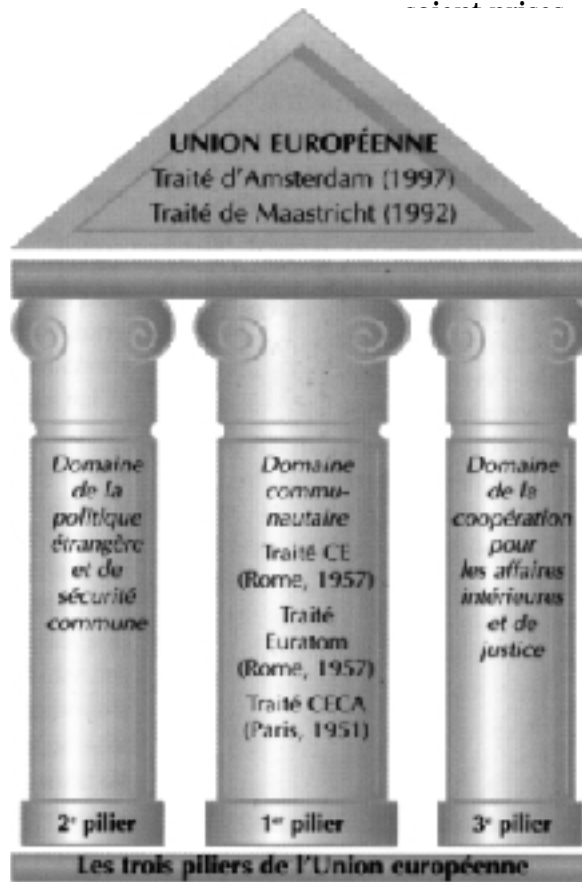 soient prises
UNION EUROPÉENNE
Traité d'Amsterdam (1997)
Traité de Maastricht (1992)
Domaine
de la
politique
étrangère
et de
sécurité
commune
2e pilier
Domaine
commu-
nautaire
Traité CE
(Rome, 1957)
Traité
Euratom
(Rome, 1957)
Traité CECA
(Paris, 1951)
1er pilier
Domaine
de la
coopération
pour
les affaires
intérieures
et de
justice
3e pilier
Les trois piliers de l'Union européenne